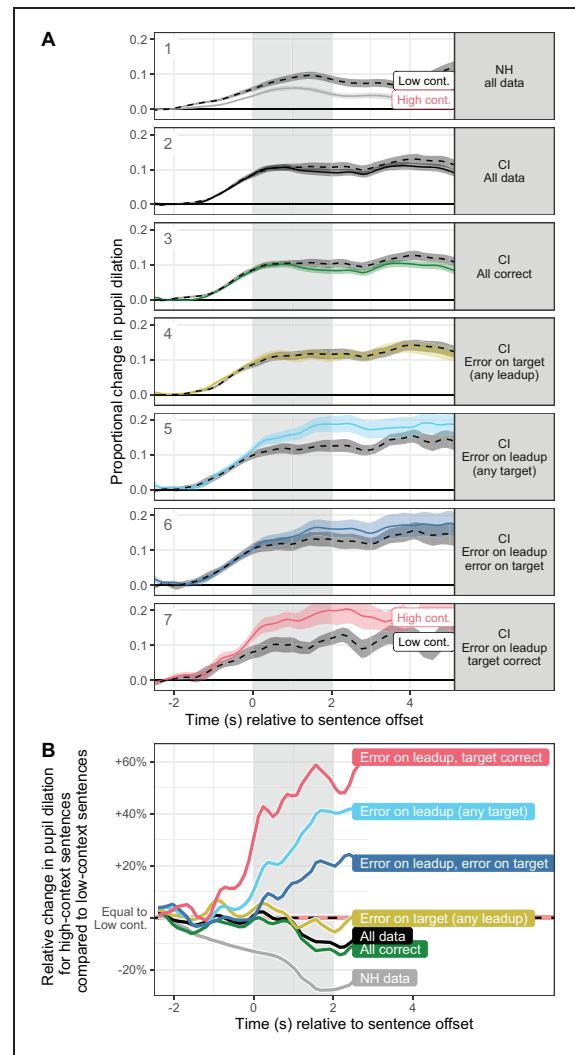 A
Proportional change in pupil dilation
0.2
0.1
0.0
1
Low cont.
High cont.
NH
all data
0.2
0.1
0.0
2
CI
All data
0.2
0.1
0.0
3
CI
All correct
0.2
0.1
0.0
4
CI
Error on target
(any leadup)
0.2
0.1
0.0
5
CI
Error on leadup
(any target)
0.2
0.1
0.0
6
CI
Error on leadup
error on target
0.2
0.1
0.0
7
High cont.
Low cont.
CI
Error on leadup
target correct
-2 0 2 4
Time (s) relative to sentence offset
B
Relative change in pupil dilation
for high-context sentences
compared to low-context sentences
+60%
+40%
+20%
Equal to
Low cont.
-20%
Error on leadup, target correct
Error on leadup (any target)
Error on leadup, error on target
Error on target (any leadup)
All data
All correct
NH data
-2 0 2 4
Time (s) relative to sentence offset